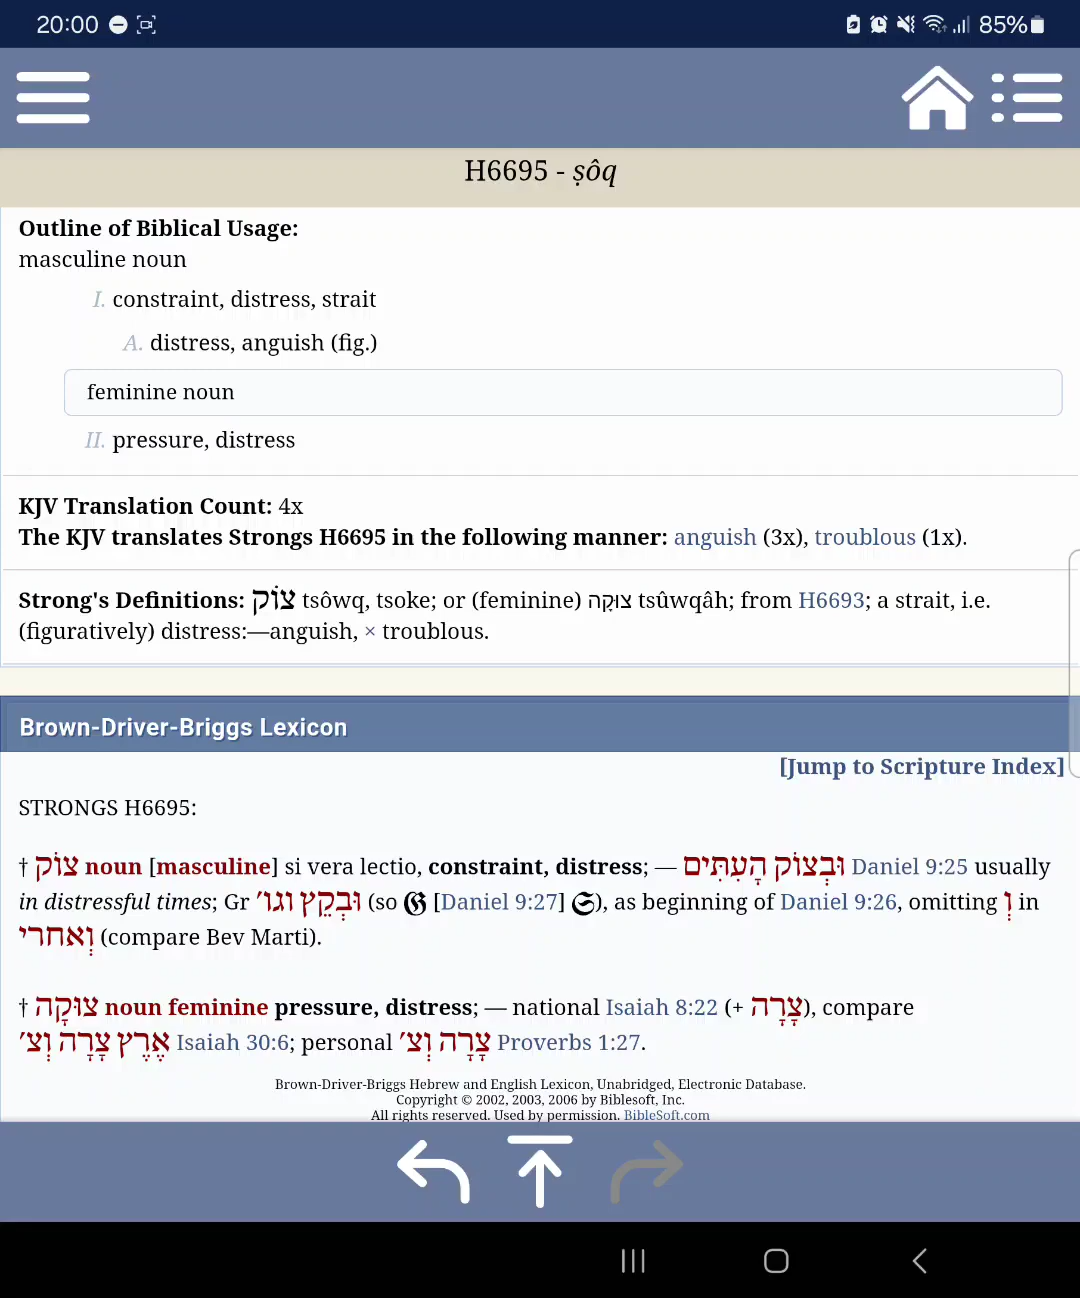 20:00
85%
H6695 - ṣôq
Outline of Biblical Usage:
masculine noun
I. constraint, distress, strait
A. distress, anguish (fig.)
feminine noun
II. pressure, distress
KJV Translation Count: 4x
The KJV translates Strongs H6695 in the following manner: anguish (3x), troublous (1x).
Strong's Definitions: צוֹק tsôwq, tsoke; or (feminine) צוּקָה tsûwqâh; from H6693; a strait, i.e.
(figuratively) distress:—anguish, × troublous.
Brown-Driver-Briggs Lexicon
[Jump to Scripture Index]
STRONGS H6695:
† צוֹק noun [masculine] si vera lectio, constraint, distress; — וּבְצוֹק הָעִתִּים Daniel 9:25 usually
in distressful times; Gr וּבְקֵץ וגו׳ (so 𝔊 [Daniel 9:27] 𝔖), as beginning of Daniel 9:26, omitting וְ in
וְאחרי (compare Bev Marti).
† צוּקָה noun feminine pressure, distress; — national Isaiah 8:22 (+ צָרָה), compare
אֶרֶץ צָרָה וְצ׳ Isaiah 30:6; personal צָרָה וְצ׳ Proverbs 1:27.
Brown-Driver-Briggs Hebrew and English Lexicon, Unabridged, Electronic Database.
Copyright © 2002, 2003, 2006 by Biblesoft, Inc.
All rights reserved. Used by permission. BibleSoft.com